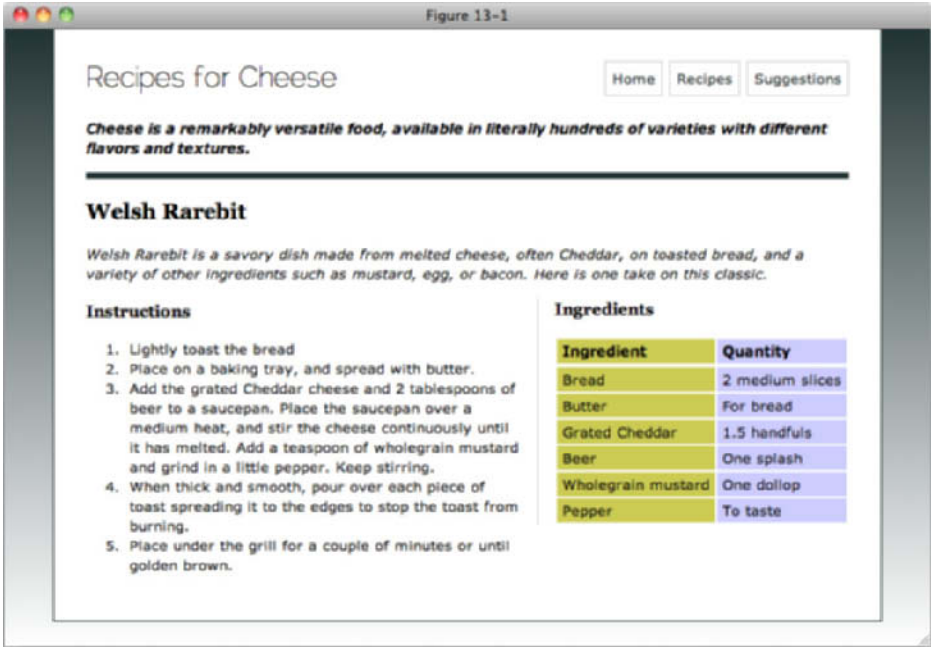 Figure 13-1
Recipes for Cheese
Home Recipes Suggestions
Cheese is a remarkably versatile food, available in literally hundreds of varieties with different
flavors and textures.
Welsh Rarebit
Welsh Rarebit is a savory dish made from melted cheese, often Cheddar, on toasted bread, and a
variety of other ingredients such as mustard, egg, or bacon. Here is one take on this classic.
Instructions
1. Lightly toast the bread
2. Place on a baking tray, and spread with butter.
3. Add the grated Cheddar cheese and 2 tablespoons of
beer to a saucepan. Place the saucepan over a
medium heat, and stir the cheese continuously until
it has melted. Add a teaspoon of wholegrain mustard
and grind in a little pepper. Keep stirring.
4. When thick and smooth, pour over each piece of
toast spreading it to the edges to stop the toast from
burning.
5. Place under the grill for a couple of minutes or until
golden brown.
Ingredients
Ingredient Quantity
Bread 2 medium slices
Butter For bread
Grated Cheddar 1.5 handfuls
Beer One splash
Wholegrain mustard One dollop
Pepper To taste